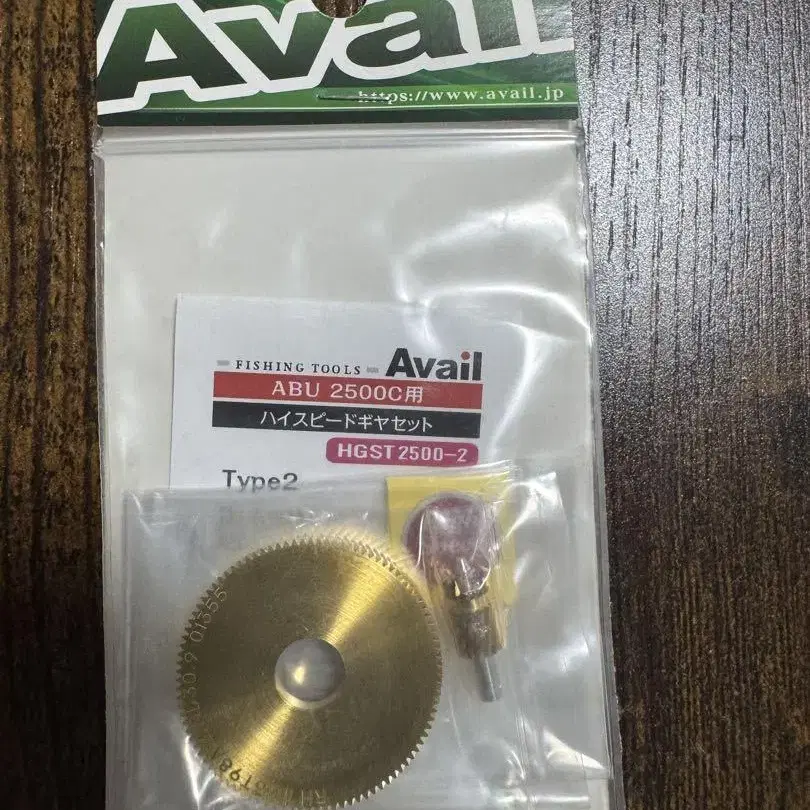 Avail
https://www.avail.jp
FISHING TOOLS Avail
ABU 2500C用
ハイスピードギヤセット
HGST2500-2
Type2